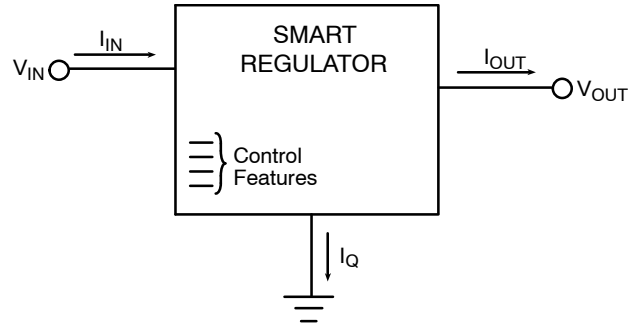 SMART
REGULATOR
I_IN
V_IN
I_OUT
V_OUT
Control
Features
I_Q